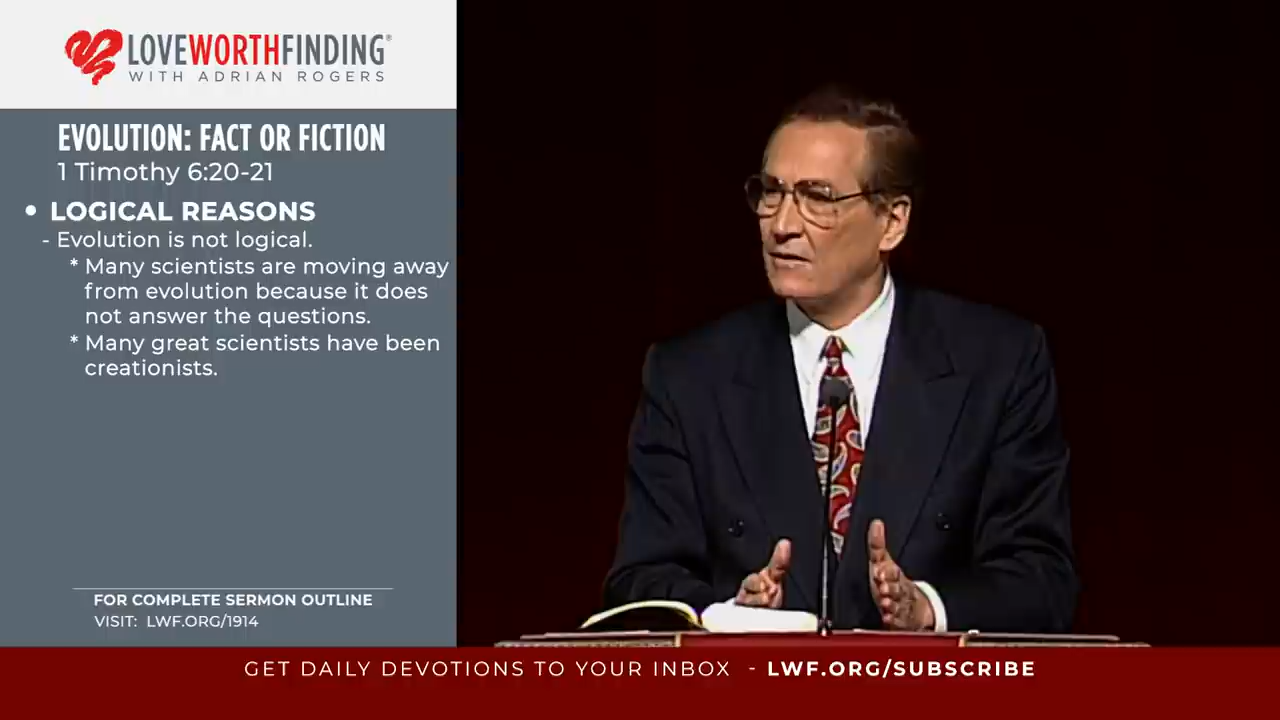 LOVEWORTHFINDING®
WITH ADRIAN ROGERS
EVOLUTION: FACT OR FICTION
1 Timothy 6:20-21
• LOGICAL REASONS
- Evolution is not logical.
* Many scientists are moving away
from evolution because it does
not answer the questions.
* Many great scientists have been
creationists.
FOR COMPLETE SERMON OUTLINE
VISIT: LWF.ORG/1914
GET DAILY DEVOTIONS TO YOUR INBOX - LWF.ORG/SUBSCRIBE